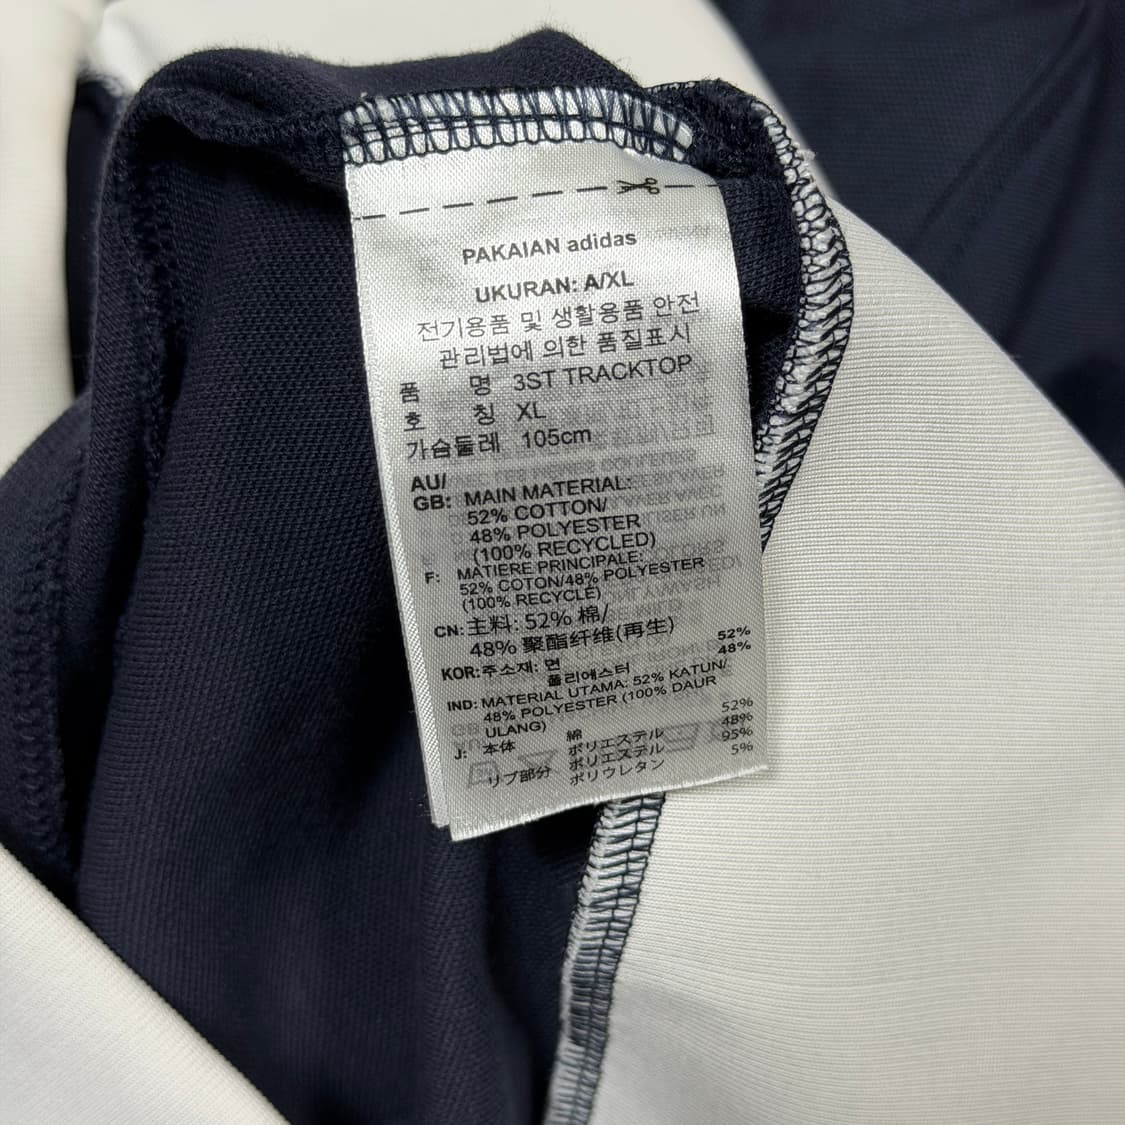 PAKAIAN adidas
UKURAN: A/XL
전기용품 및 생활용품 안전
관리법에 의한 품질표시
품 명 3ST TRACKTOP
호 칭 XL
가슴둘레 105cm
AU/
GB: MAIN MATERIAL:
52% COTTON/
48% POLYESTER
(100% RECYCLED)
F: MATIERE PRINCIPALE:
52% COTON/48% POLYESTER
(100% RECYCLÉ)
CN: 主料: 52% 棉/
48% 聚酯纤维(再生)
KOR: 주소재: 면 52%
폴리에스터 48%
IND: MATERIAL UTAMA: 52% KATUN/
48% POLYESTER (100% DAUR
ULANG)
J: 本体 綿 52%
ポリエステル 48%
リブ部分 ポリエステル 95%
ポリウレタン 5%